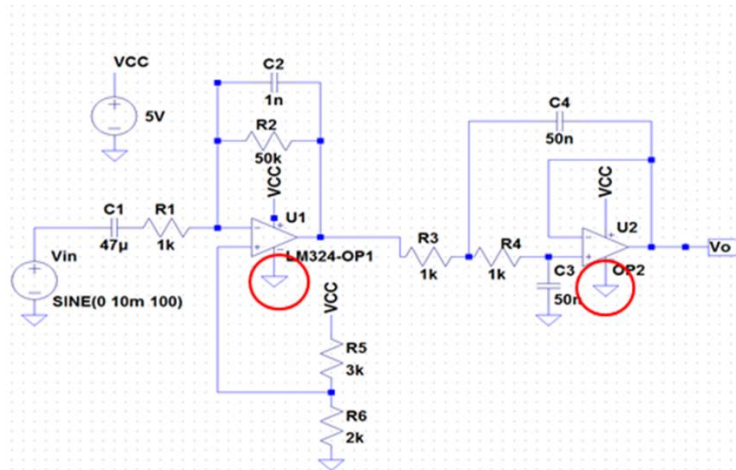 VCC
5V
C2
1n
R2
50k
VCC
U1
LM324-OP1
C1
47µ
R1
1k
Vin
SINE(0 10m 100)
VCC
R5
3k
R6
2k
C4
50n
VCC
U2
OP2
R3
1k
R4
1k
C3
50n
Vo